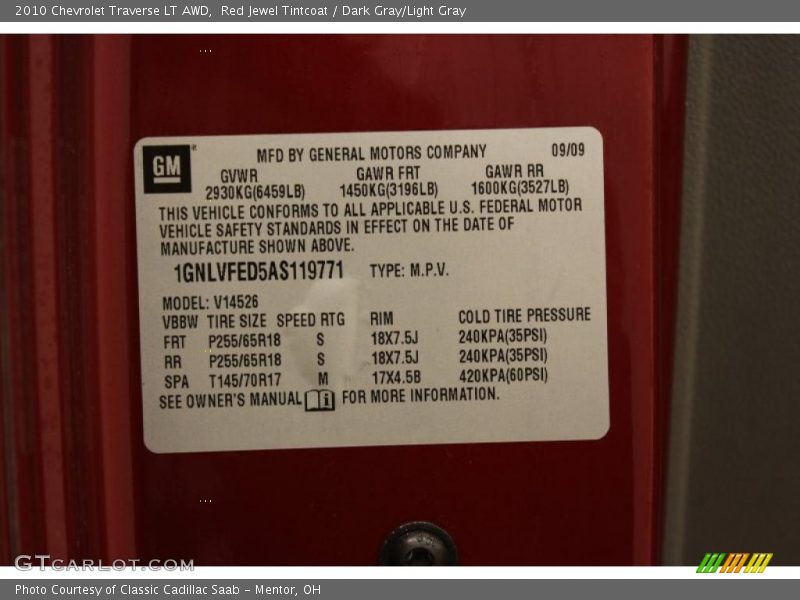 2010 Chevrolet Traverse LT AWD,  Red Jewel Tintcoat / Dark Gray/Light Gray
GM
MFD BY GENERAL MOTORS COMPANY 09/09
GVWR GAWR FRT GAWR RR
2930KG(6459LB) 1450KG(3196LB) 1600KG(3527LB)
THIS VEHICLE CONFORMS TO ALL APPLICABLE U.S. FEDERAL MOTOR
VEHICLE SAFETY STANDARDS IN EFFECT ON THE DATE OF
MANUFACTURE SHOWN ABOVE.
1GNLVFED5AS119771 TYPE: M.P.V.
MODEL: V14526
VBBW TIRE SIZE SPEED RTG RIM COLD TIRE PRESSURE
FRT P255/65R18 S 18X7.5J 240KPA(35PSI)
RR P255/65R18 S 18X7.5J 240KPA(35PSI)
SPA T145/70R17 M 17X4.5B 420KPA(60PSI)
SEE OWNER'S MANUAL i FOR MORE INFORMATION.
GTCARLOT.COM
Photo Courtesy of Classic Cadillac Saab - Mentor, OH